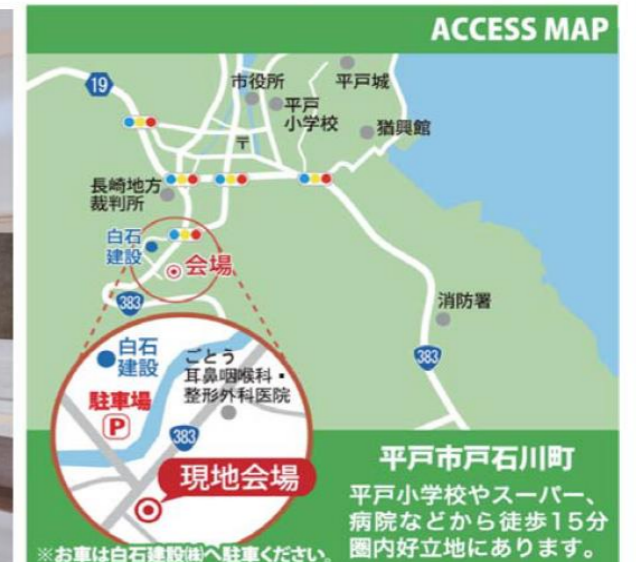 ACCESS MAP
19
市役所
平戸城
平戸
小学校
猶興館
〒
長崎地方
裁判所
白石
建設
会場
383
消防署
383
白石
建設
ごとう
耳鼻咽喉科・
整形外科医院
駐車場
P
383
現地会場
平戸市戸石川町
平戸小学校やスーパー、
病院などから徒歩15分
圏内好立地にあります。
※お車は白石建設㈱へ駐車ください。